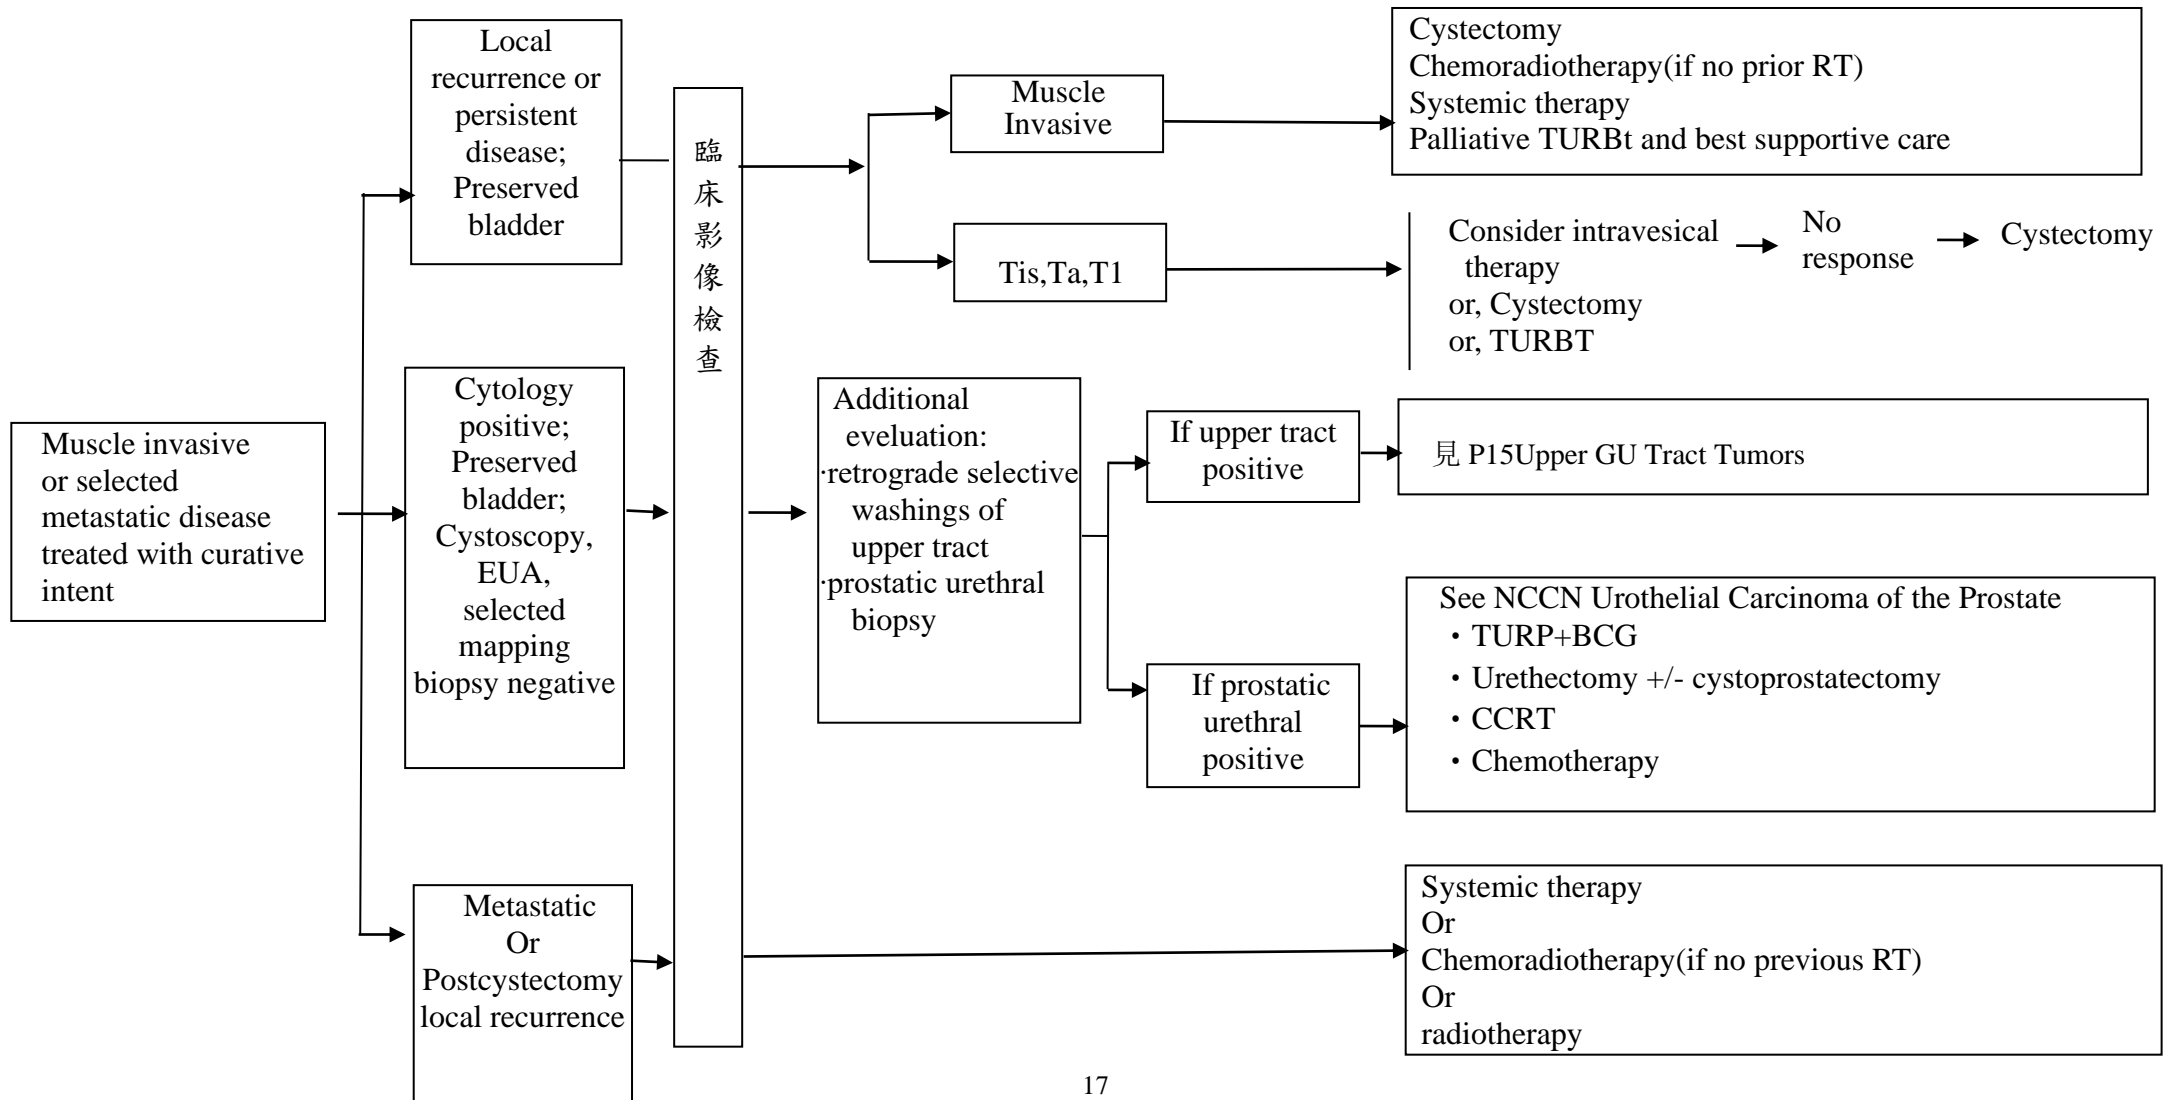 Muscle invasive
or selected
metastatic disease
treated with curative
intent
Local
recurrence or
persistent
disease;
Preserved
bladder
Cytology
positive;
Preserved
bladder;
Cystoscopy,
EUA,
selected
mapping
biopsy negative
Metastatic
Or
Postcystectomy
local recurrence
臨
床
影
像
檢
查
Muscle
Invasive
Cystectomy
Chemoradiotherapy(if no prior RT)
Systemic therapy
Palliative TURBt and best supportive care
Tis,Ta,T1
Consider intravesical
therapy
or, Cystectomy
or, TURBT
No
response
Cystectomy
Additional
eveluation:
·retrograde selective
washings of
upper tract
·prostatic urethral
biopsy
If upper tract
positive
見 P15Upper GU Tract Tumors
If prostatic
urethral
positive
See NCCN Urothelial Carcinoma of the Prostate
・TURP+BCG
・Urethectomy +/- cystoprostatectomy
・CCRT
・Chemotherapy
Systemic therapy
Or
Chemoradiotherapy(if no previous RT)
Or
radiotherapy
17